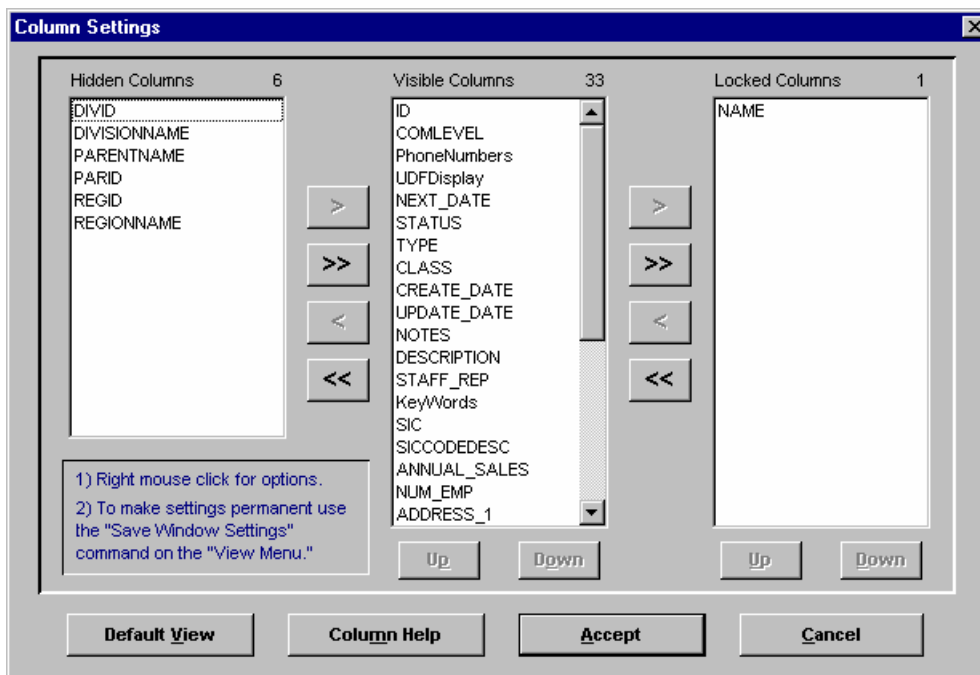 Column Settings
Hidden Columns 6
DIVID
DIVISIONNAME
PARENTNAME
PARID
REGID
REGIONNAME
>
>>
<
<<
1) Right mouse click for options.
2) To make settings permanent use
the "Save Window Settings"
command on the "View Menu."
Visible Columns 33
ID
COMLEVEL
PhoneNumbers
UDFDisplay
NEXT_DATE
STATUS
TYPE
CLASS
CREATE_DATE
UPDATE_DATE
NOTES
DESCRIPTION
STAFF_REP
KeyWords
SIC
SICCODEDESC
ANNUAL_SALES
NUM_EMP
ADDRESS_1
Up Down
>
>>
<
<<
Locked Columns 1
NAME
Up Down
Default View Column Help Accept Cancel